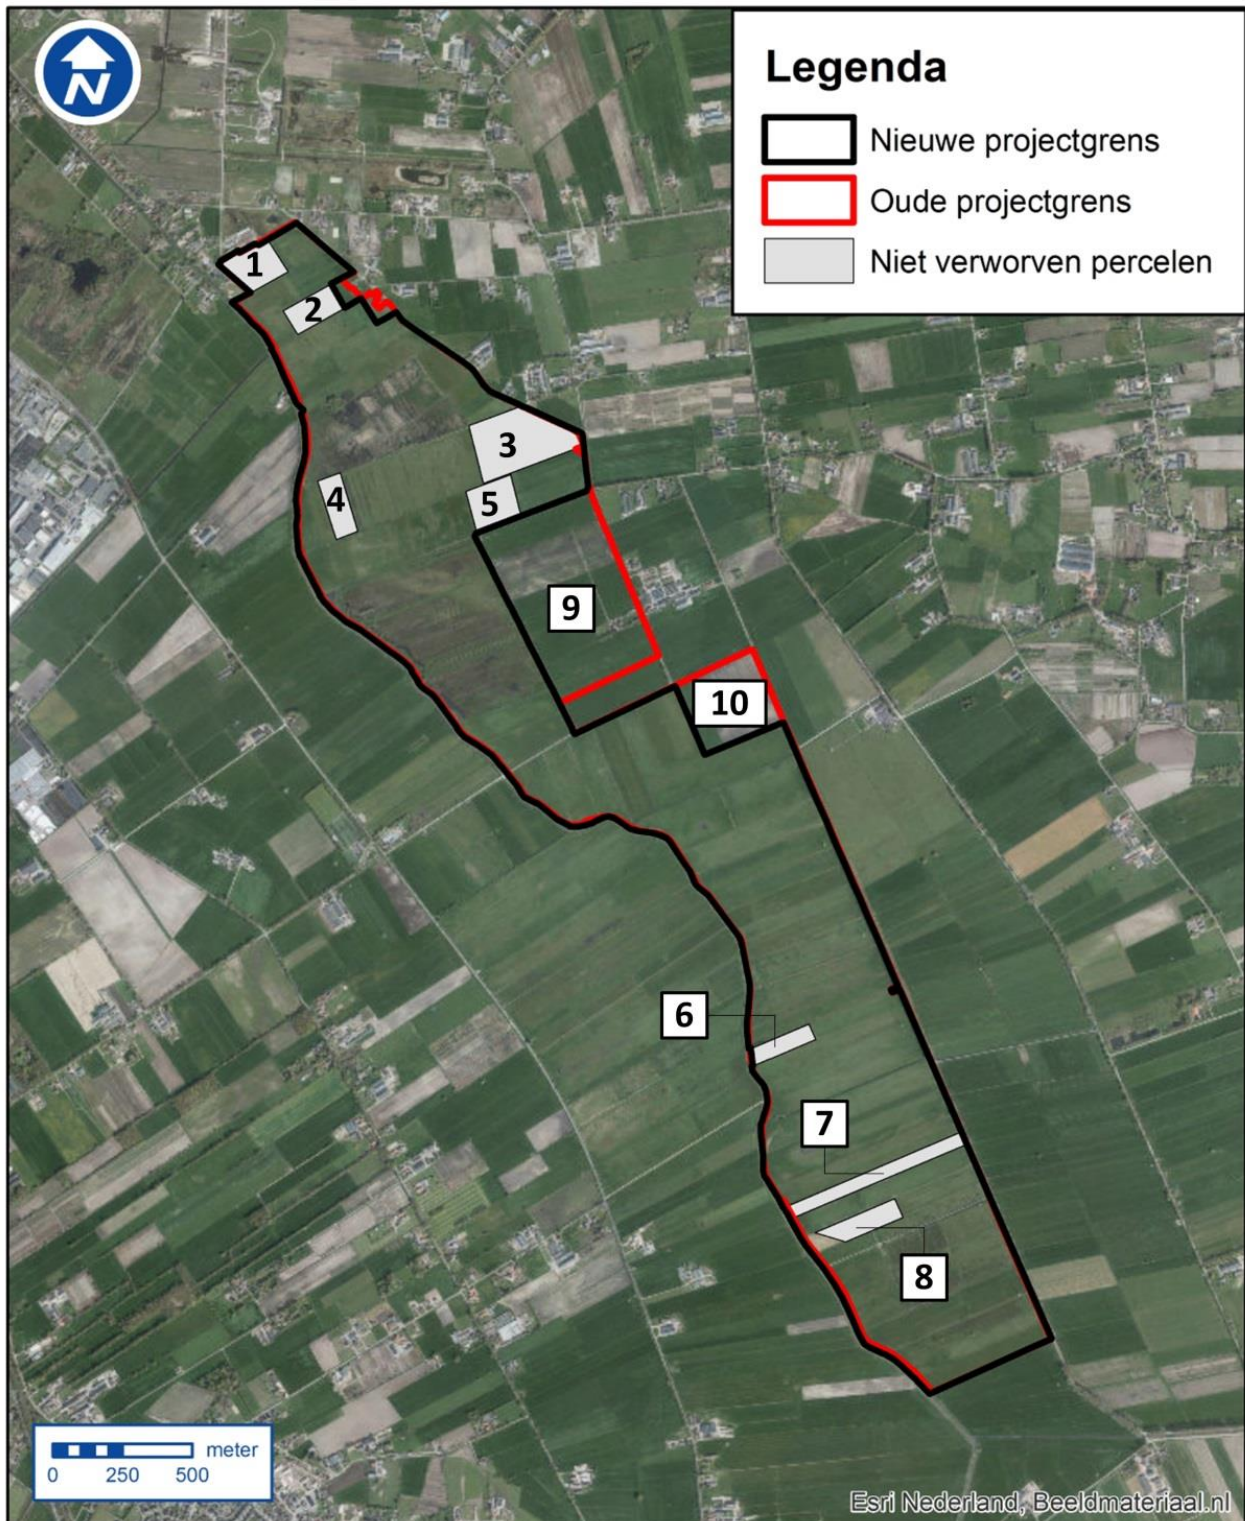 N
Legenda
Nieuwe projectgrens
Oude projectgrens
Niet verworven percelen
1
2
3
4
5
9
10
6
7
8
meter
0 250 500
Esri Nederland, Beeldmateriaal.nl